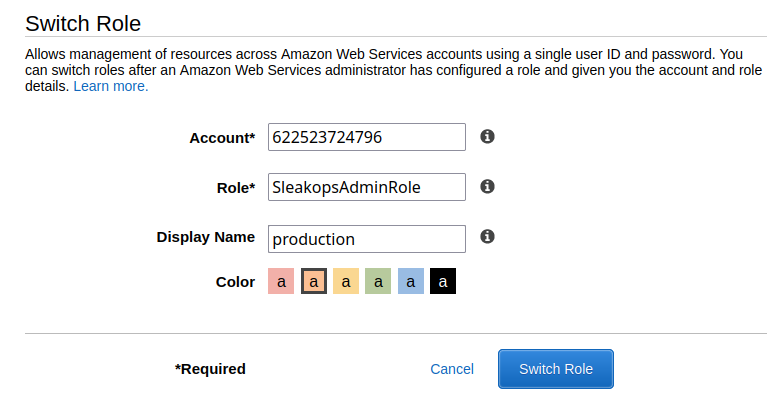 Switch Role
Allows management of resources across Amazon Web Services accounts using a single user ID and password. You
can switch roles after an Amazon Web Services administrator has configured a role and given you the account and role
details. Learn more.
Account* 622523724796
Role* SleakopsAdminRole
Display Name production
Color a a a a a a
*Required Cancel Switch Role